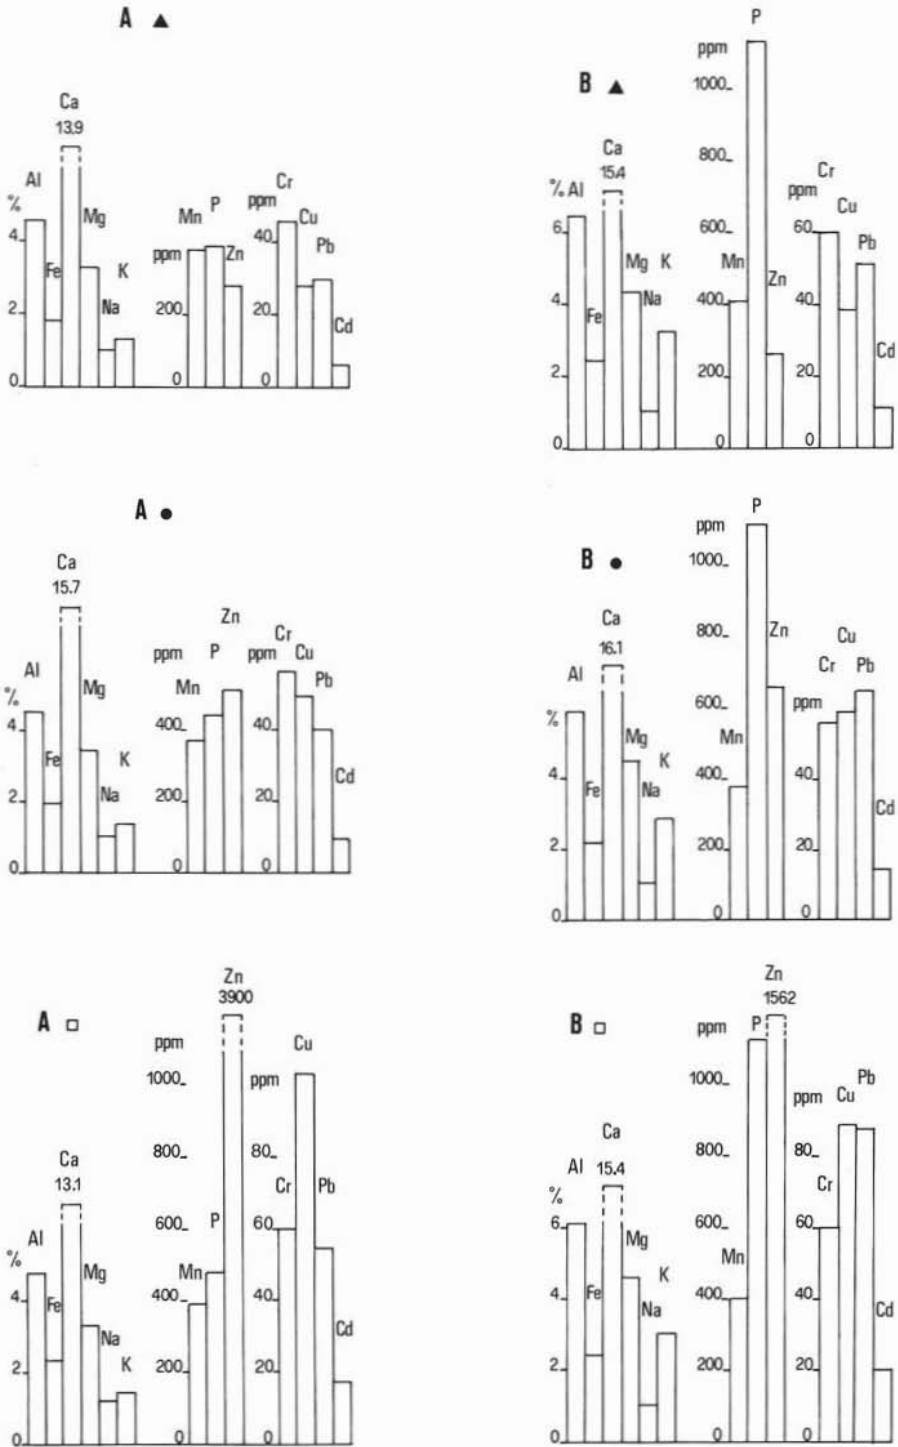 A ▲
Ca
13.9
Al
%
4
2
0
Fe
Mg
Na
K
Mn
P
Zn
ppm
200
0
Cr
ppm
40
20
0
Cu
Pb
Cd
B ▲
Ca
15.4
% Al
6
4
2
0
Fe
Mg
Na
K
P
ppm
1000
800
600
400
200
0
Mn
Zn
Cr
ppm
60
40
20
0
Cu
Pb
Cd
A ●
Ca
15.7
Al
%
4
2
0
Fe
Mg
Na
K
Zn
ppm
P
Mn
400
200
0
Cr
ppm
40
20
0
Cu
Pb
Cd
B ●
Ca
16.1
Al
%
4
2
0
Fe
Mg
Na
K
P
ppm
1000
800
600
400
200
0
Mn
Zn
Cu
Cr
Pb
ppm
40
20
0
Cd
A □
Ca
13.1
Al
%
4
2
0
Fe
Mg
Na
K
Zn
3900
ppm
1000
800
600
400
200
0
P
Mn
Cu
ppm
80
60
40
20
0
Cr
Pb
Cd
B □
Ca
15.4
Al
%
6
4
2
0
Fe
Mg
Na
K
Zn
1562
ppm
P
1000
800
600
400
200
0
Mn
Pb
Cu
ppm
80
60
40
20
0
Cr
Cd